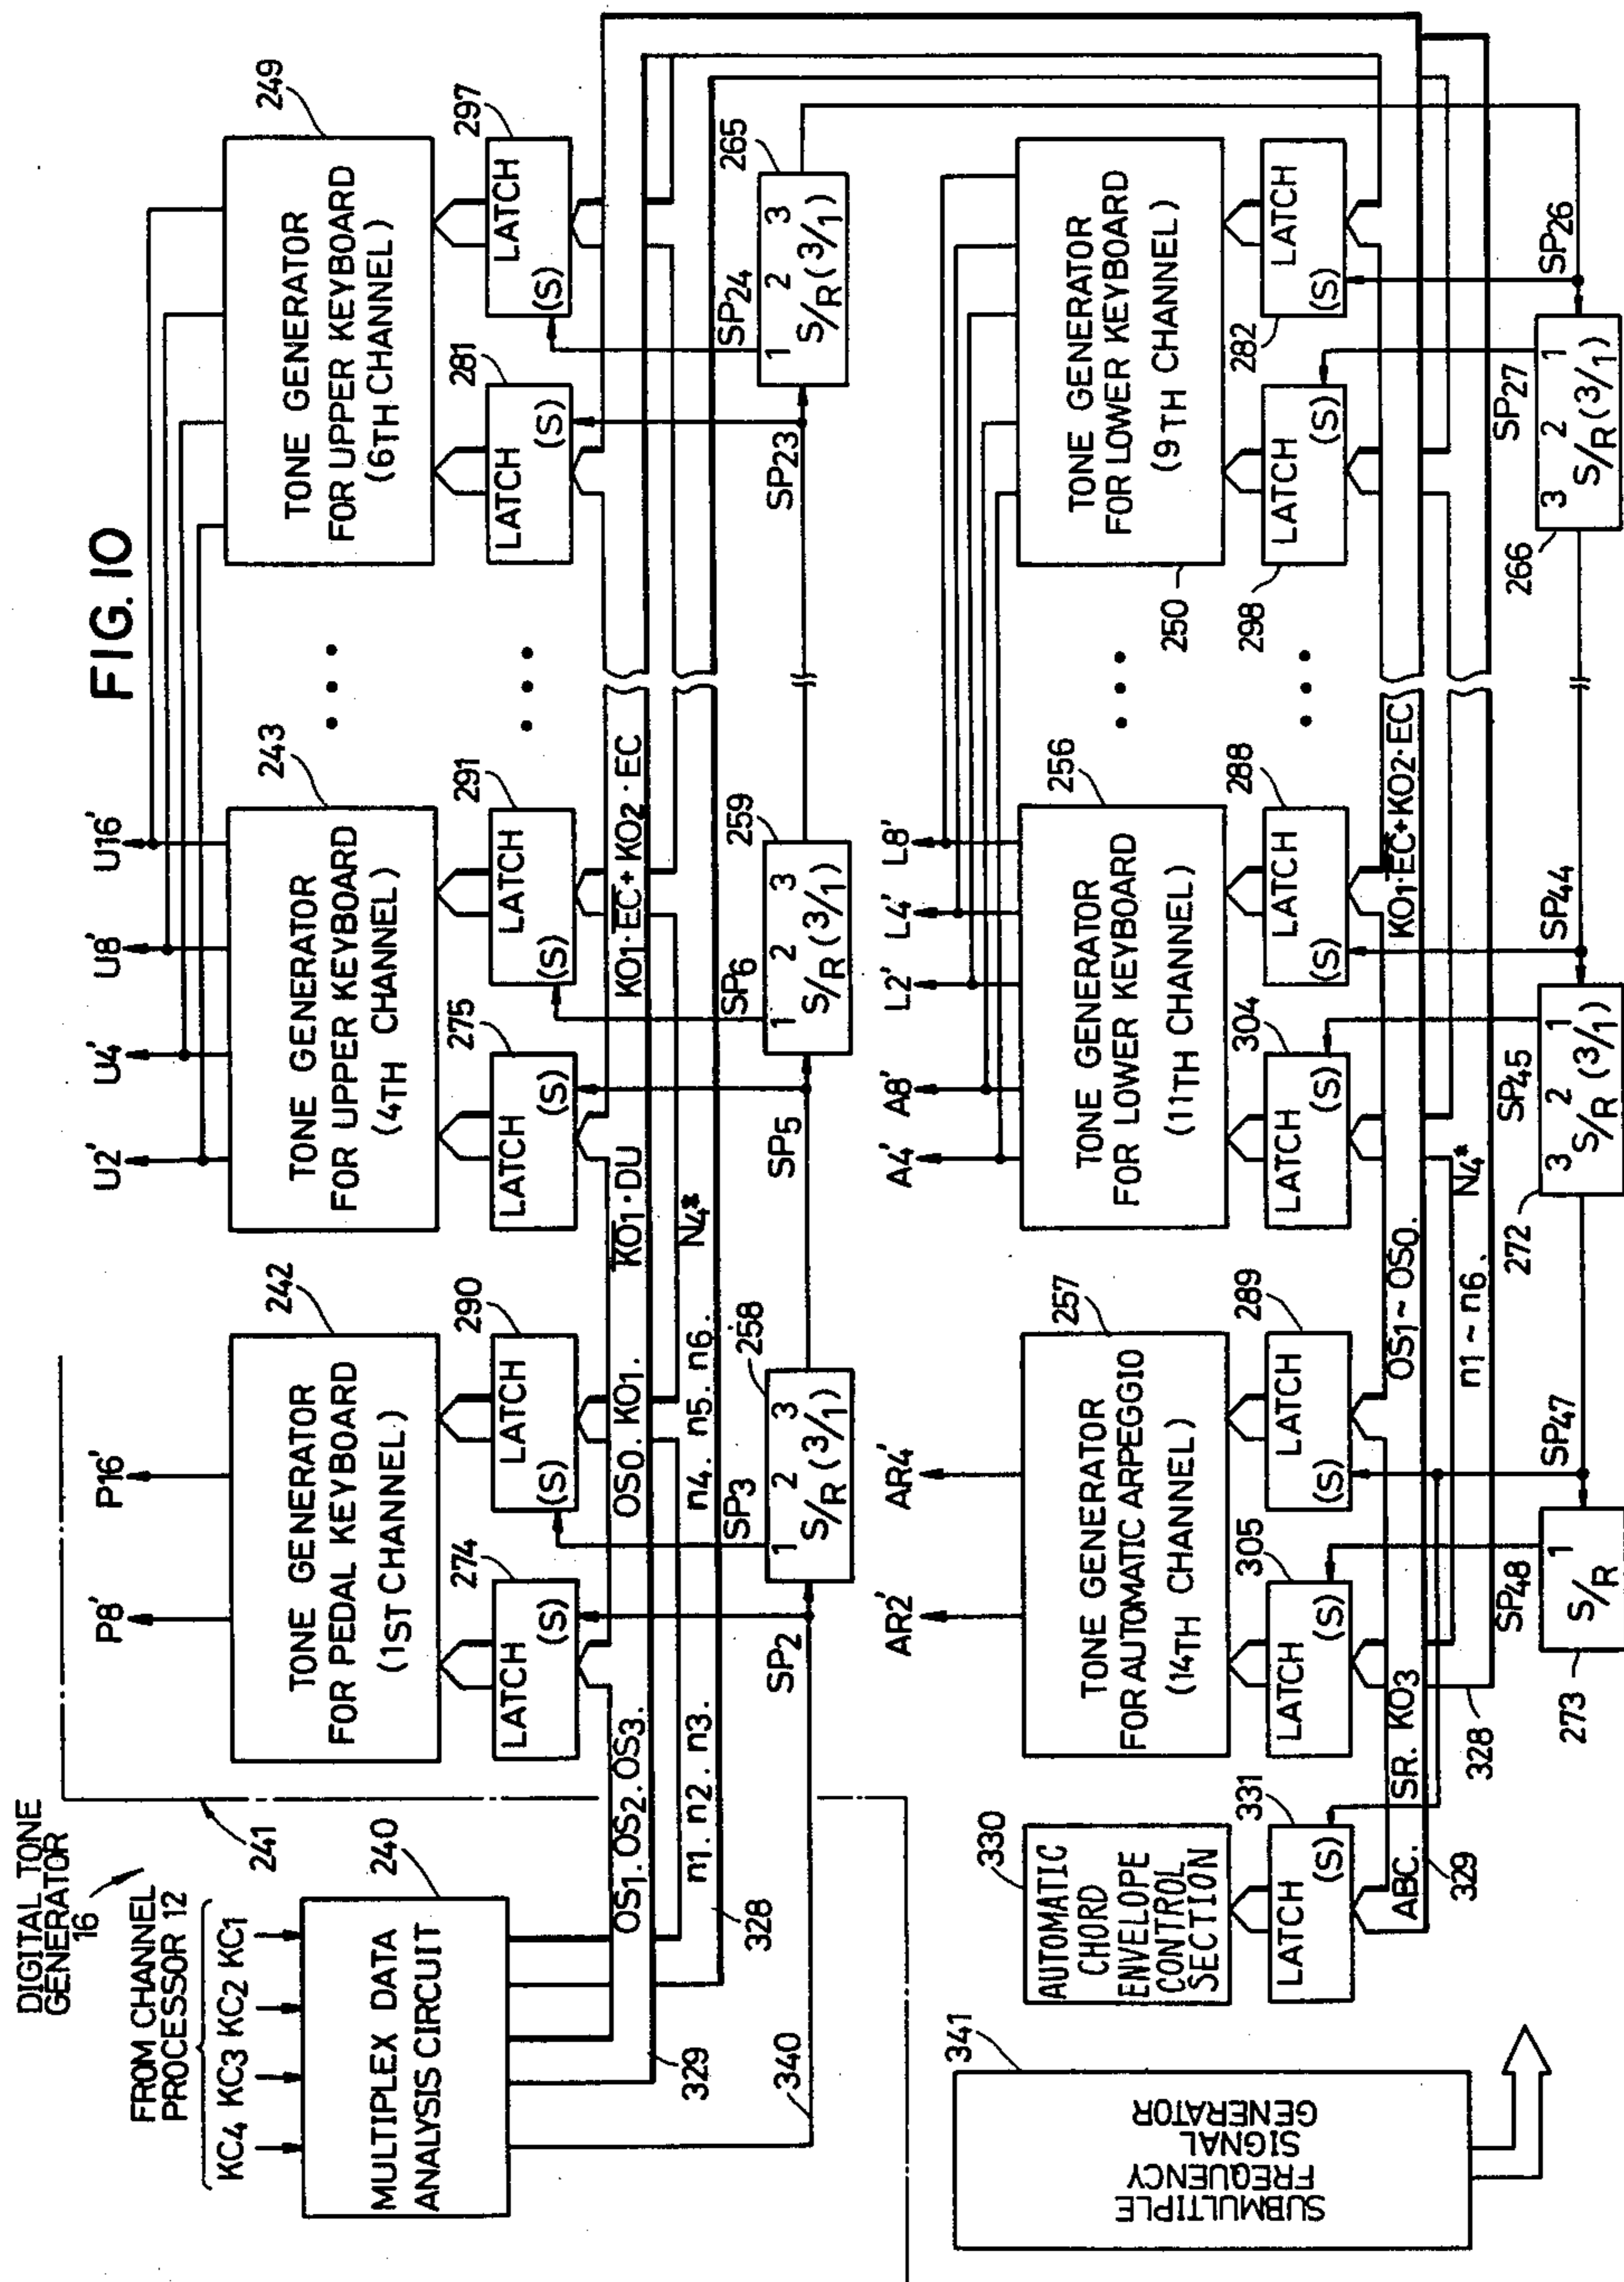 FIG. 10
DIGITAL TONE
GENERATOR
16
241
FROM CHANNEL
PROCESSOR 12
KC4 KC3 KC2 KC1
240
MULTIPLEX DATA
ANALYSIS CIRCUIT
P8' P16'
242
TONE GENERATOR
FOR PEDAL KEYBOARD
(1ST CHANNEL)
274
LATCH
(S)
290
LATCH
(S)
U2' U4' U8' U16'
243
TONE GENERATOR
FOR UPPER KEYBOARD
(4TH CHANNEL)
275
LATCH
(S)
291
LATCH
(S)
249
TONE GENERATOR
FOR UPPER KEYBOARD
(6TH CHANNEL)
281
LATCH
(S)
297
LATCH
(S)
OS1. OS2. OS3.
OS0. KO1.
K̅O̅1̅·DU
KO1·E̅C̅+KO2·EC
n1. n2. n3.
n4. n5. n6.
N4*
328
329
340
SP2
SP3
258
1 2 3
S/R (3/1)
SP5
SP6
259
1 2 3
S/R (3/1)
SP23
SP24
265
1 2 3
S/R (3/1)
341
SUBMULTIPLE
FREQUENCY
SIGNAL
GENERATOR
330
AUTOMATIC
CHORD
ENVELOPE
CONTROL
SECTION
331
LATCH
(S)
AR2' AR4'
257
TONE GENERATOR
FOR AUTOMATIC ARPEGGIO
(14TH CHANNEL)
305
LATCH
(S)
289
LATCH
(S)
A4' A8' L2' L4' L8'
256
TONE GENERATOR
FOR LOWER KEYBOARD
(11TH CHANNEL)
304
LATCH
(S)
288
LATCH
(S)
250
TONE GENERATOR
FOR LOWER KEYBOARD
(9TH CHANNEL)
298
LATCH
(S)
282
LATCH
(S)
ABC. SR. KO3
OS1~OS0.
KO1·EC+KO2·EC
329
328
n1~n6.
N4*
SP48
SP47
1
S/R
273
SP45
SP44
3 2 1
S/R (3/1)
272
SP27
SP26
3 2 1
S/R (3/1)
266